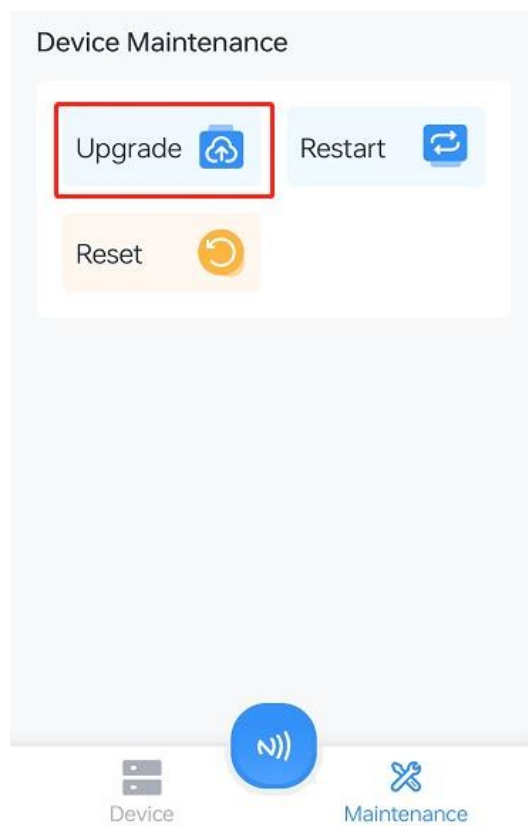 Device Maintenance
Upgrade
Restart
Reset
Device
Maintenance